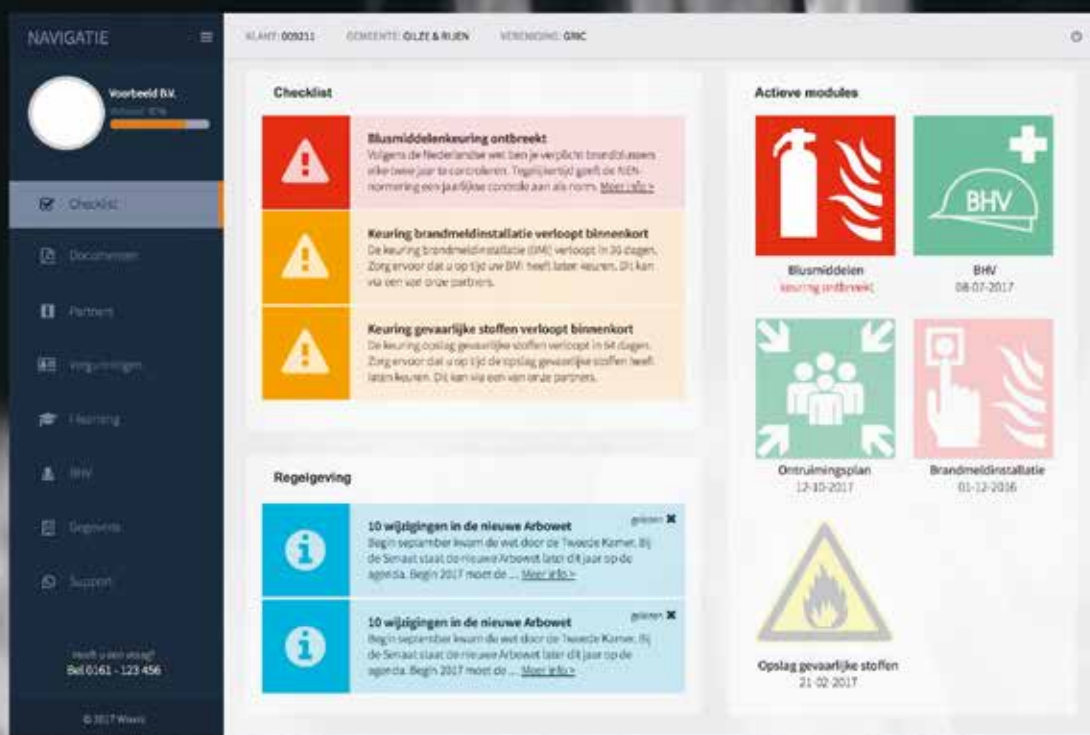 NAVIGATIE
KLANT: 009211
GEMEENTE: GILZE & RIJEN
VERENIGING: GRIC
Voorbeeld B.V.
Checklist
Documenten
Partners
Vergunningen
E-learning
BHV
Gegevens
Support
Heeft u een vraag?
Bel 0161 - 123 456
© 2017
Checklist
Blusmiddelenkeuring ontbreekt
Volgens de Nederlandse wet ben je verplicht brandblussers
elke twee jaar te controleren. Tegelijkertijd geeft de NEN-
normering een jaarlijkse controle aan als norm. Meer info >
Keuring brandmeldinstallatie verloopt binnenkort
De keuring brandmeldinstallatie (BMI) verloopt in dagen.
Zorg ervoor dat u op tijd uw BMI heeft laten keuren. Dit kan
via een van onze partners.
Keuring gevaarlijke stoffen verloopt binnenkort
De keuring opslag gevaarlijke stoffen verloopt in 64 dagen.
Zorg ervoor dat u op tijd de opslag gevaarlijke stoffen heeft
laten keuren. Dit kan via een van onze partners.
Regelgeving
10 wijzigingen in de nieuwe Arbowet
gelezen ✖
Begin september kwam de wet door de Tweede Kamer. Bij
de Senaat staat de nieuwe Arbowet later dit jaar op de
agenda. Begin 2017 moet de ... Meer info >
10 wijzigingen in de nieuwe Arbowet
gelezen ✖
Begin september kwam de wet door de Tweede Kamer. Bij
de Senaat staat de nieuwe Arbowet later dit jaar op de
agenda. Begin 2017 moet de ... Meer info >
Actieve modules
BHV
Blusmiddelen
keuring ontbreekt
BHV
08-07-2017
Ontruimingsplan
12-10-2017
Brandmeldinstallatie
01-12-2016
Opslag gevaarlijke stoffen
21-02-2017